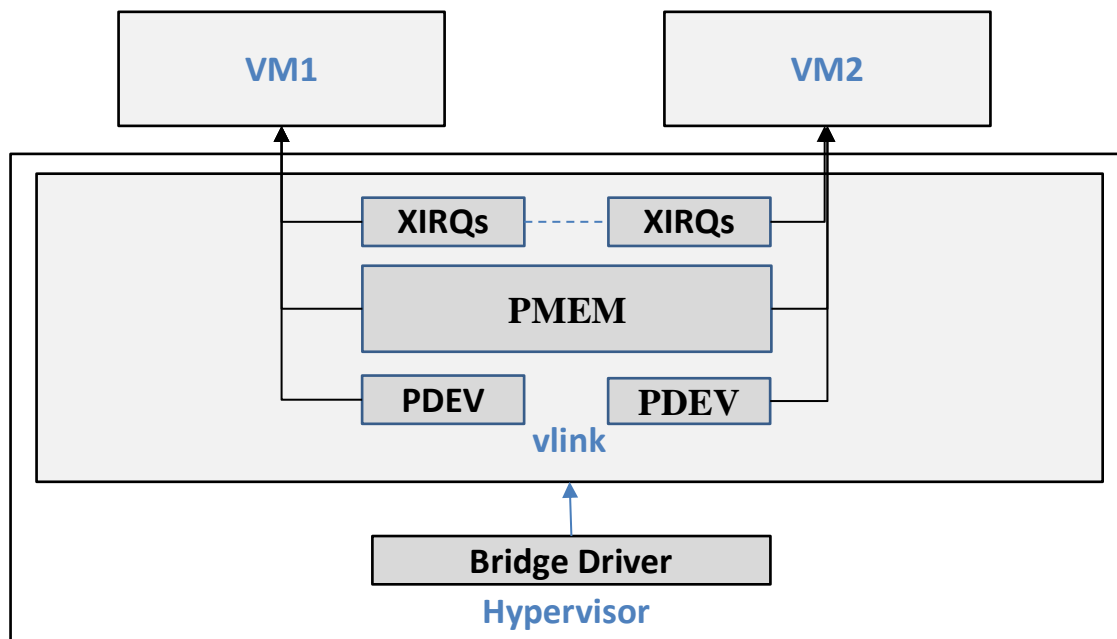 VM1
VM2
XIRQs
XIRQs
PMEM
PDEV
PDEV
vlink
Bridge Driver
Hypervisor